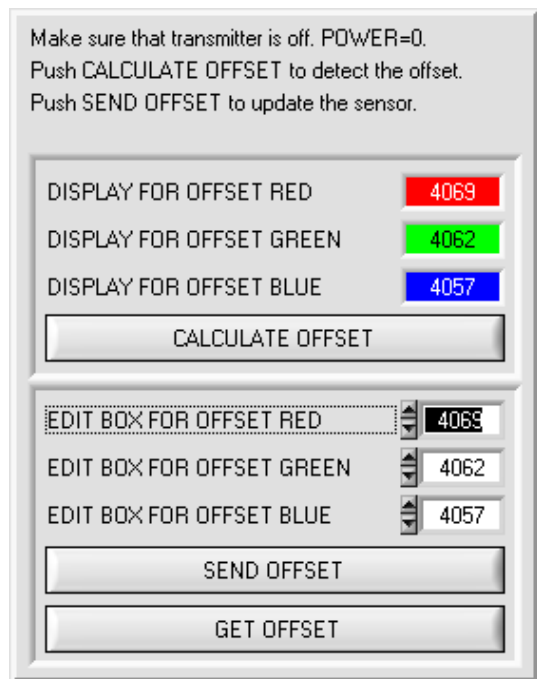 Make sure that transmitter is off. POWER=0.
Push CALCULATE OFFSET to detect the offset.
Push SEND OFFSET to update the sensor.
DISPLAY FOR OFFSET RED 4069
DISPLAY FOR OFFSET GREEN 4062
DISPLAY FOR OFFSET BLUE 4057
CALCULATE OFFSET
EDIT BOX FOR OFFSET RED 4069
EDIT BOX FOR OFFSET GREEN 4062
EDIT BOX FOR OFFSET BLUE 4057
SEND OFFSET
GET OFFSET